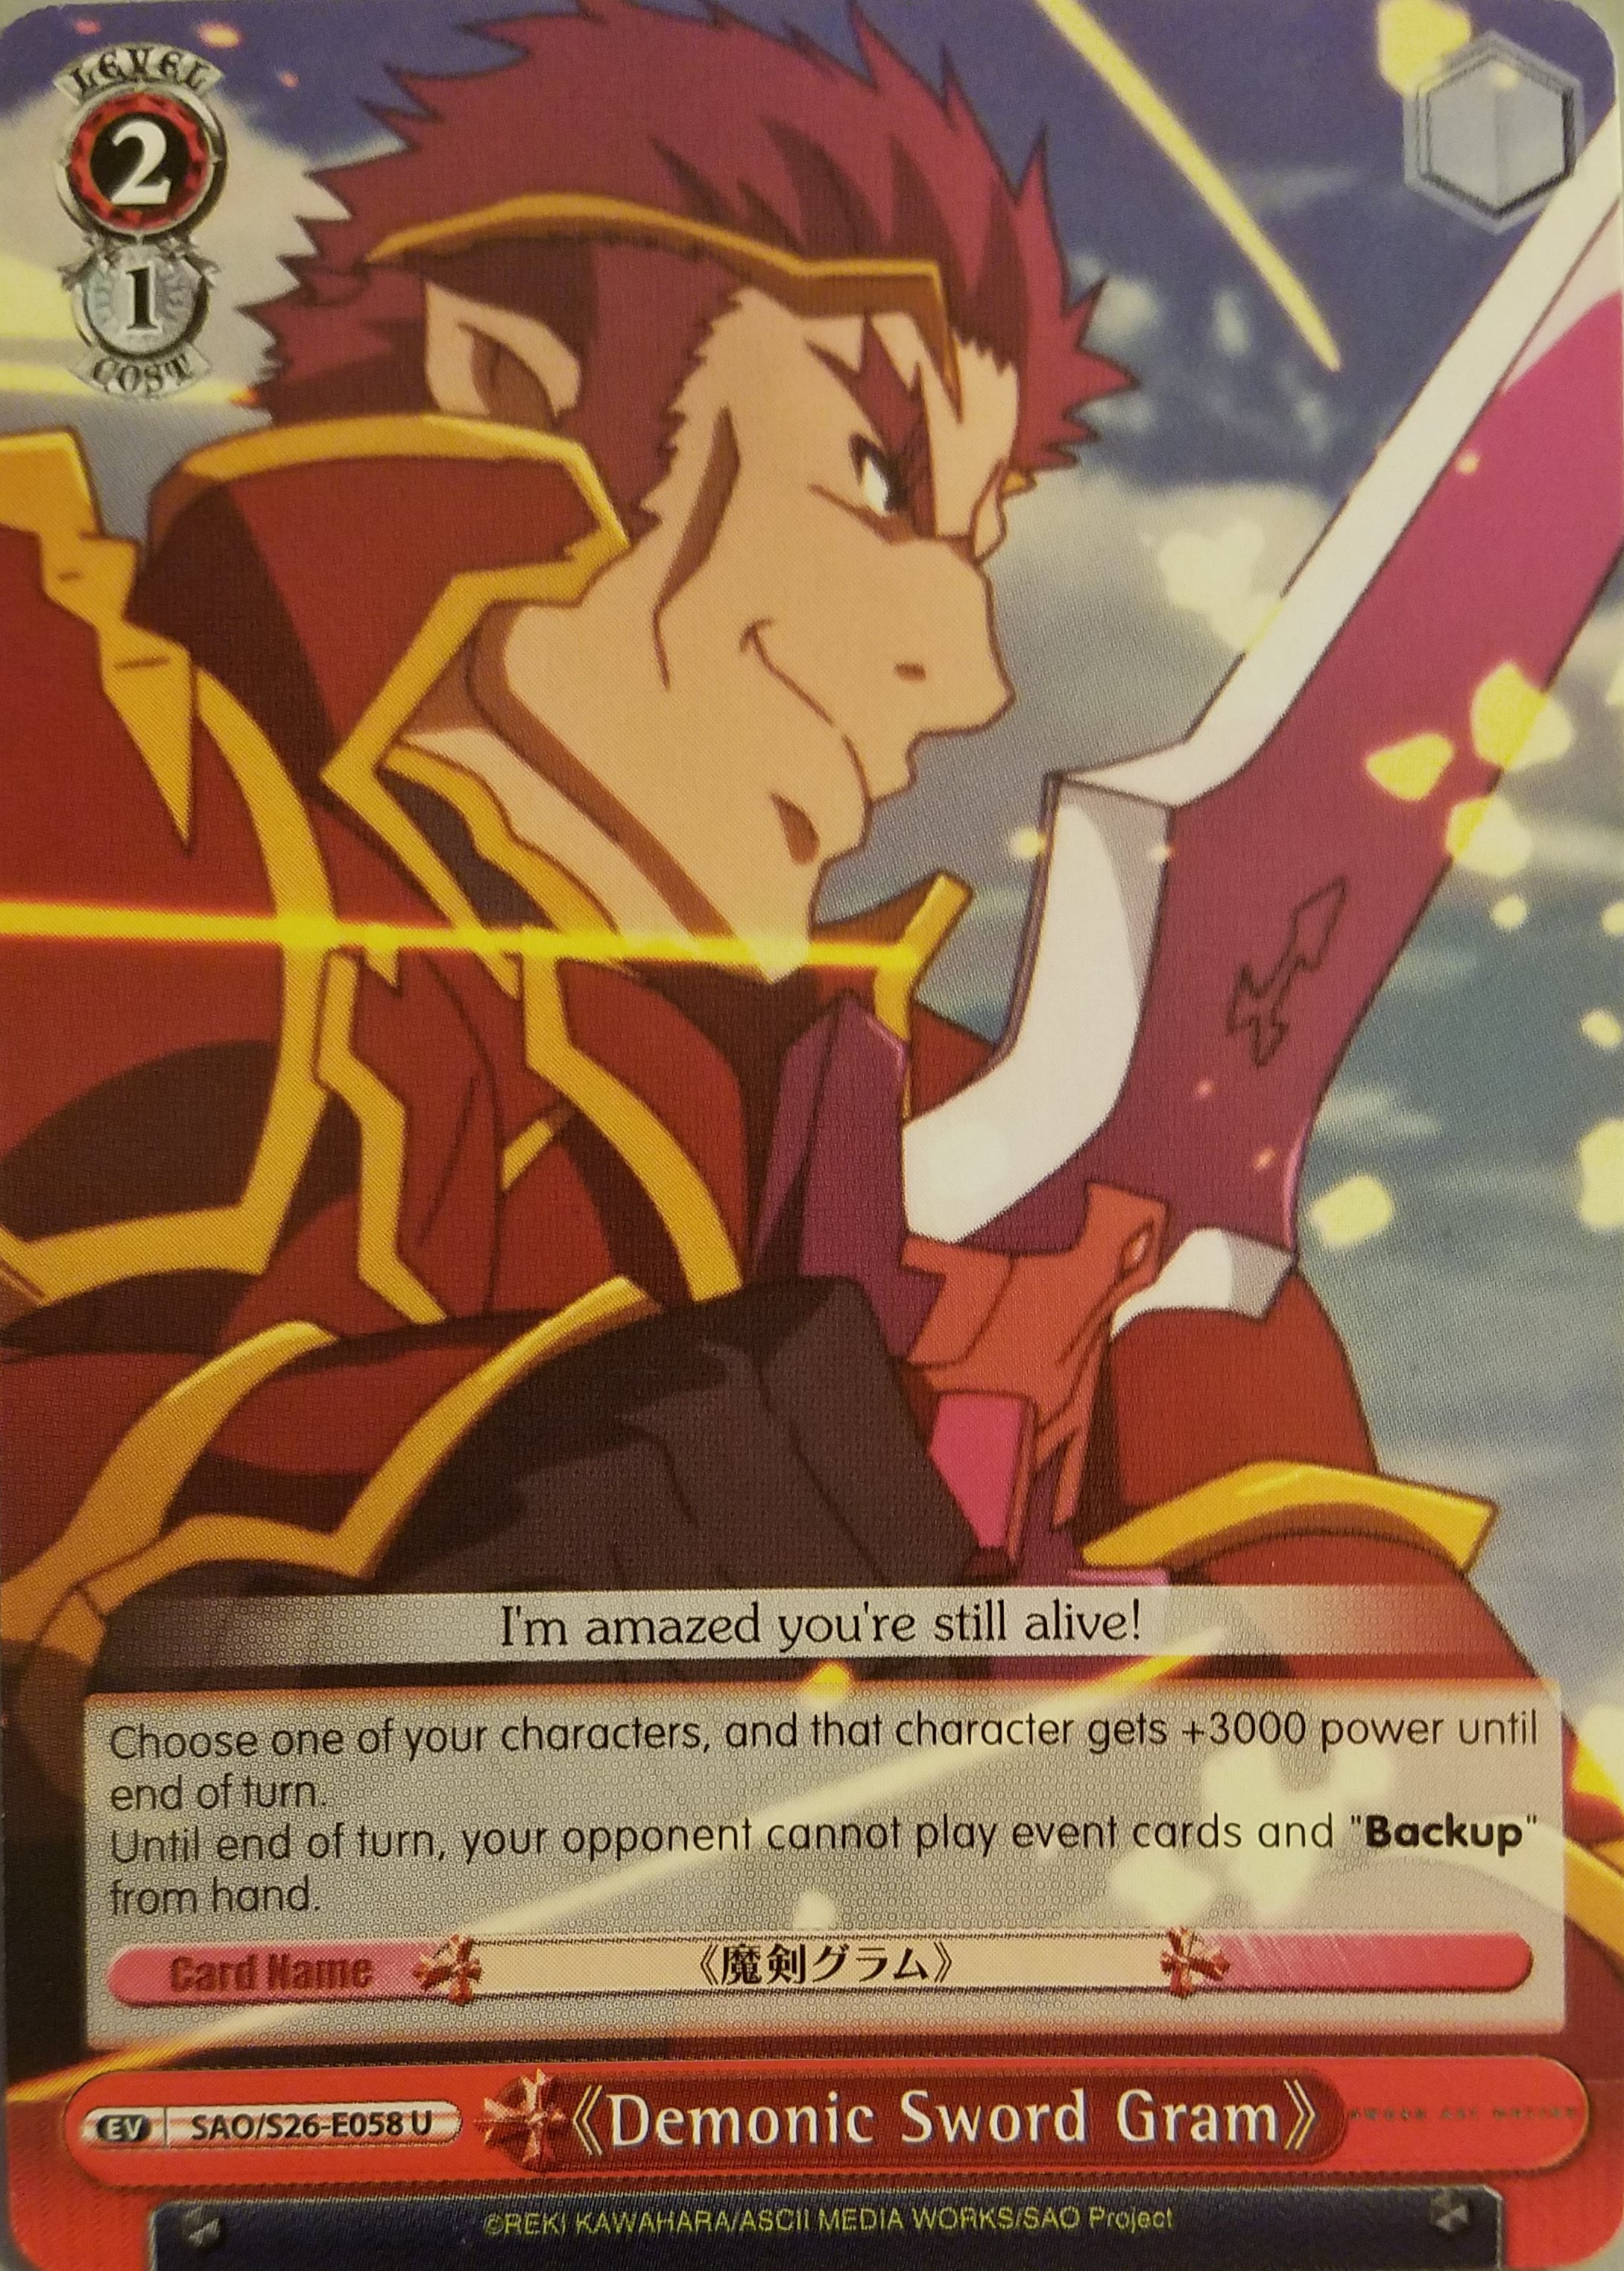 LEVEL
2
1
COST
I'm amazed you're still alive!
Choose one of your characters, and that character gets +3000 power until
end of turn.
Until end of turn, your opponent cannot play event cards and "Backup"
from hand.
Card Name 《魔剣グラム》
EV SAO/S26-E058 U 《Demonic Sword Gram》
©REKI KAWAHARA/ASCII MEDIA WORKS/SAO Project